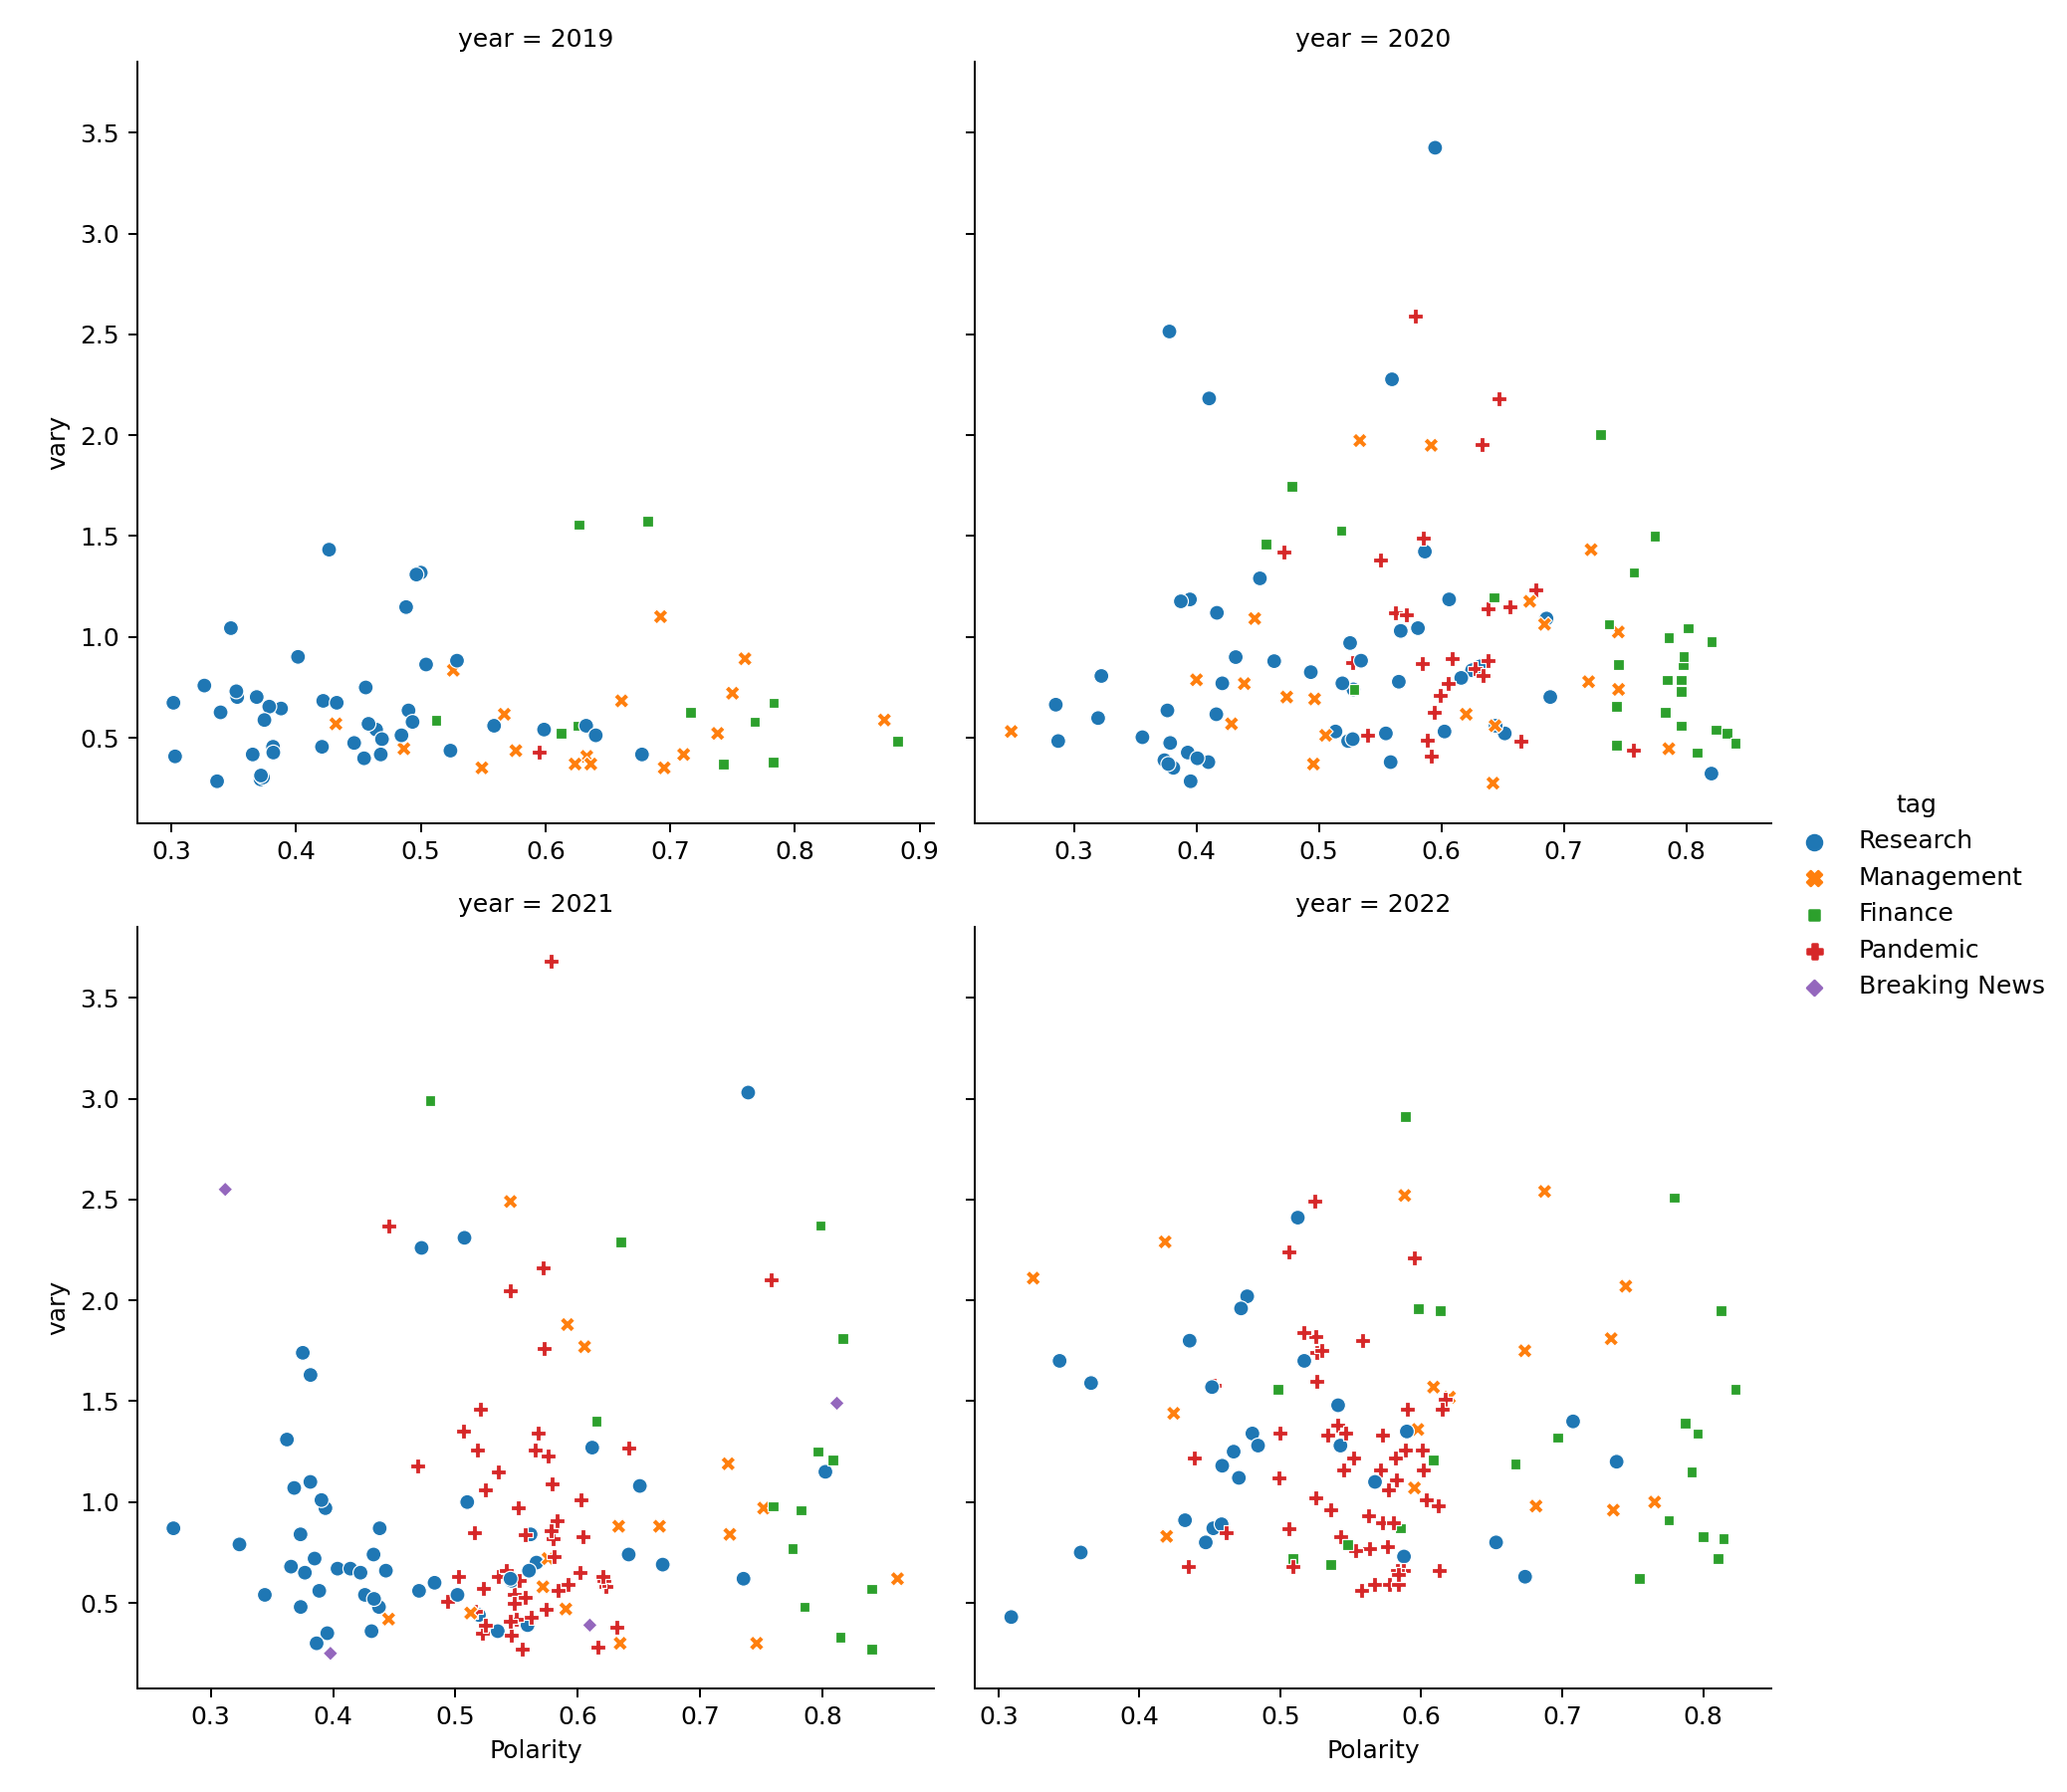 year = 2019
year = 2020
3.5
3.0
2.5
2.0
1.5
1.0
0.5
vary
0.3 0.4 0.5 0.6 0.7 0.8 0.9
0.3 0.4 0.5 0.6 0.7 0.8
year = 2021
year = 2022
3.5
3.0
2.5
2.0
1.5
1.0
0.5
vary
0.3 0.4 0.5 0.6 0.7 0.8
Polarity
0.3 0.4 0.5 0.6 0.7 0.8
Polarity
tag
Research
Management
Finance
Pandemic
Breaking News